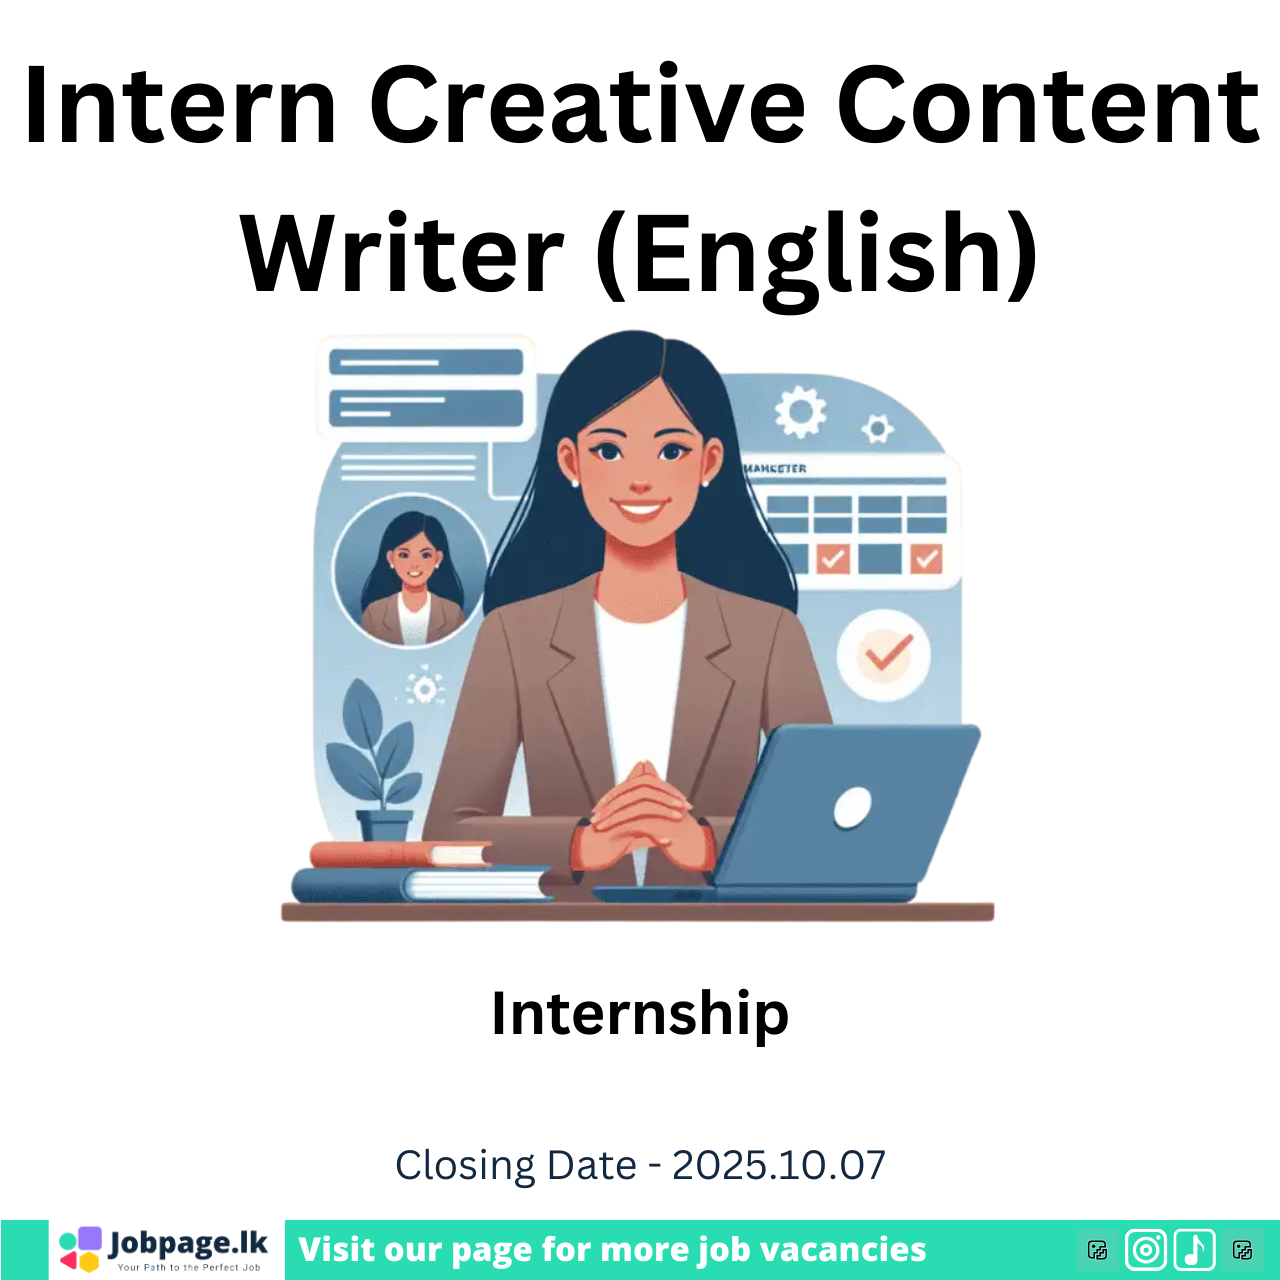 Intern Creative Content
Writer (English)
MAHKETER
Internship
Closing Date - 2025.10.07
Jobpage.lk
Your Path to the Perfect Job
Visit our page for more job vacancies